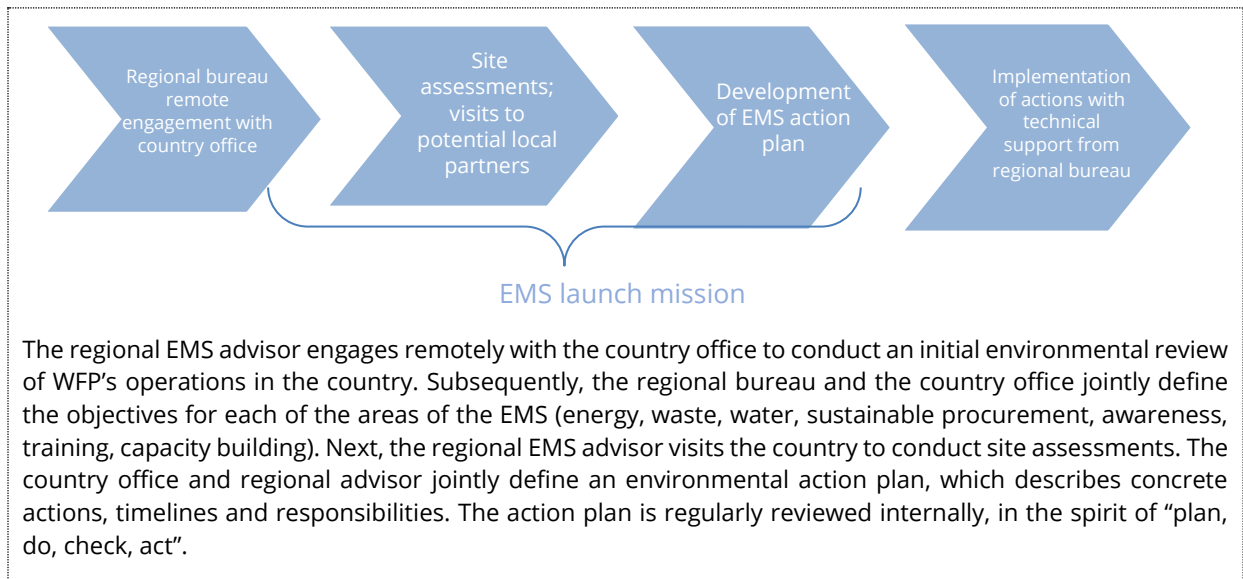 Regional bureau
remote
engagement with
country office
Site
assessments;
visits to
potential local
partners
Development
of EMS action
plan
Implementation
of actions with
technical
support from
regional bureau
EMS launch mission
The regional EMS advisor engages remotely with the country office to conduct an initial environmental review
of WFP’s operations in the country. Subsequently, the regional bureau and the country office jointly define
the objectives for each of the areas of the EMS (energy, waste, water, sustainable procurement, awareness,
training, capacity building). Next, the regional EMS advisor visits the country to conduct site assessments. The
country office and regional advisor jointly define an environmental action plan, which describes concrete
actions, timelines and responsibilities. The action plan is regularly reviewed internally, in the spirit of “plan,
do, check, act”.